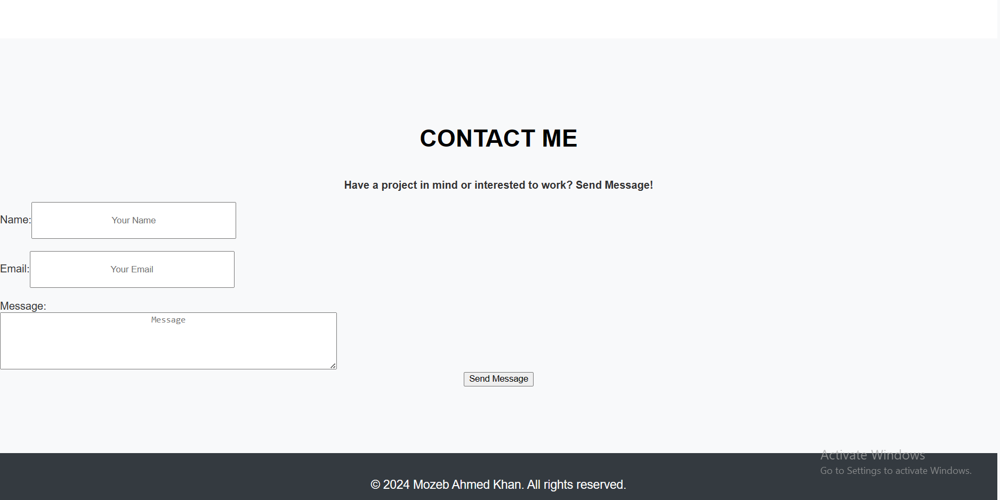 CONTACT ME
Have a project in mind or interested to work? Send Message!
Name:
Your Name
Email:
Your Email
Message:
Message
Send Message
Activate Windows
Go to Settings to activate Windows.
© 2024 Mozeb Ahmed Khan. All rights reserved.